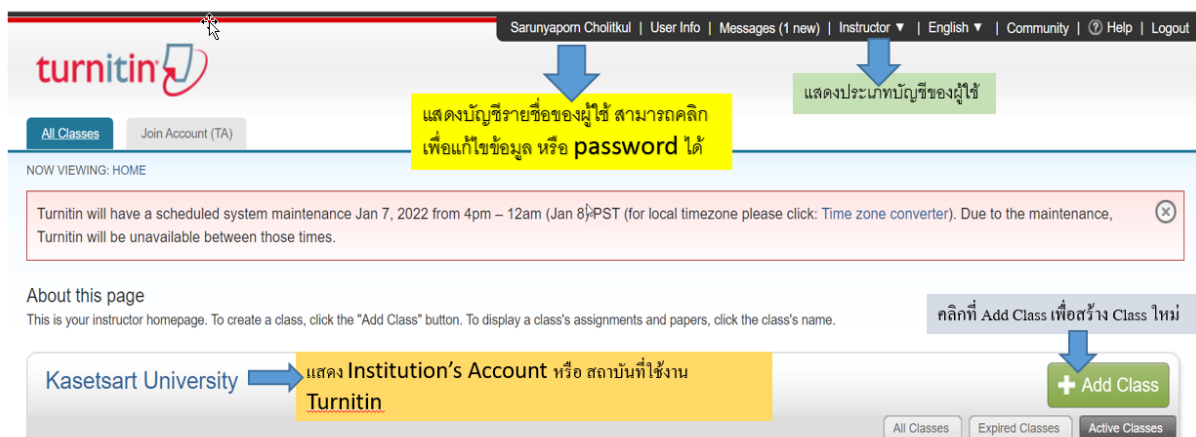 Sarunyaporn Cholitkul | User Info | Messages (1 new) | Instructor ▼ | English ▼ | Community | ? Help | Logout
turnitin
แสดงบัญชีรายชื่อของผู้ใช้ สามารถคลิก
เพื่อแก้ไขข้อมูล หรือ password ได้
แสดงประเภทบัญชีของผู้ใช้
All Classes Join Account (TA)
NOW VIEWING: HOME
Turnitin will have a scheduled system maintenance Jan 7, 2022 from 4pm – 12am (Jan 8) PST (for local timezone please click: Time zone converter). Due to the maintenance,
Turnitin will be unavailable between those times.
About this page
This is your instructor homepage. To create a class, click the "Add Class" button. To display a class's assignments and papers, click the class's name.
คลิกที่ Add Class เพื่อสร้าง Class ใหม่
Kasetsart University
แสดง Institution's Account หรือ สถาบันที่ใช้งาน
Turnitin
+ Add Class
All Classes Expired Classes Active Classes